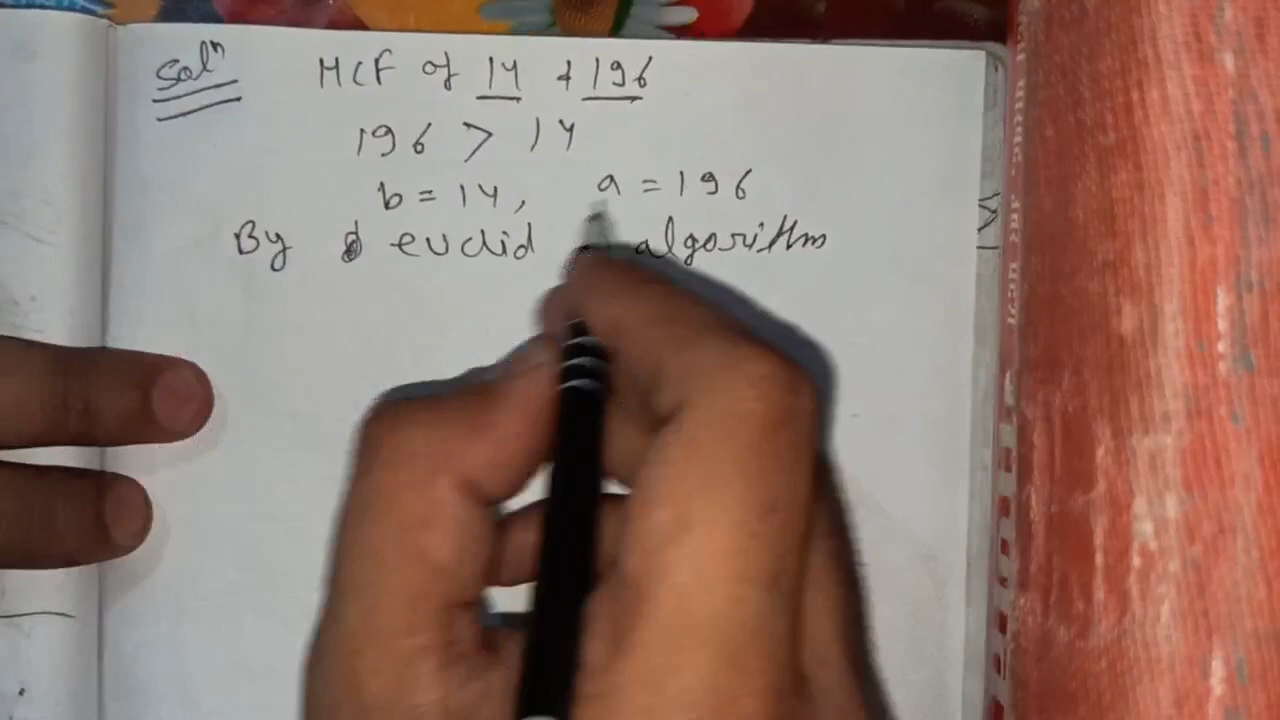 Solⁿ HCF of 14 & 196
196 > 14
b = 14, a = 196
By euclid algorithm